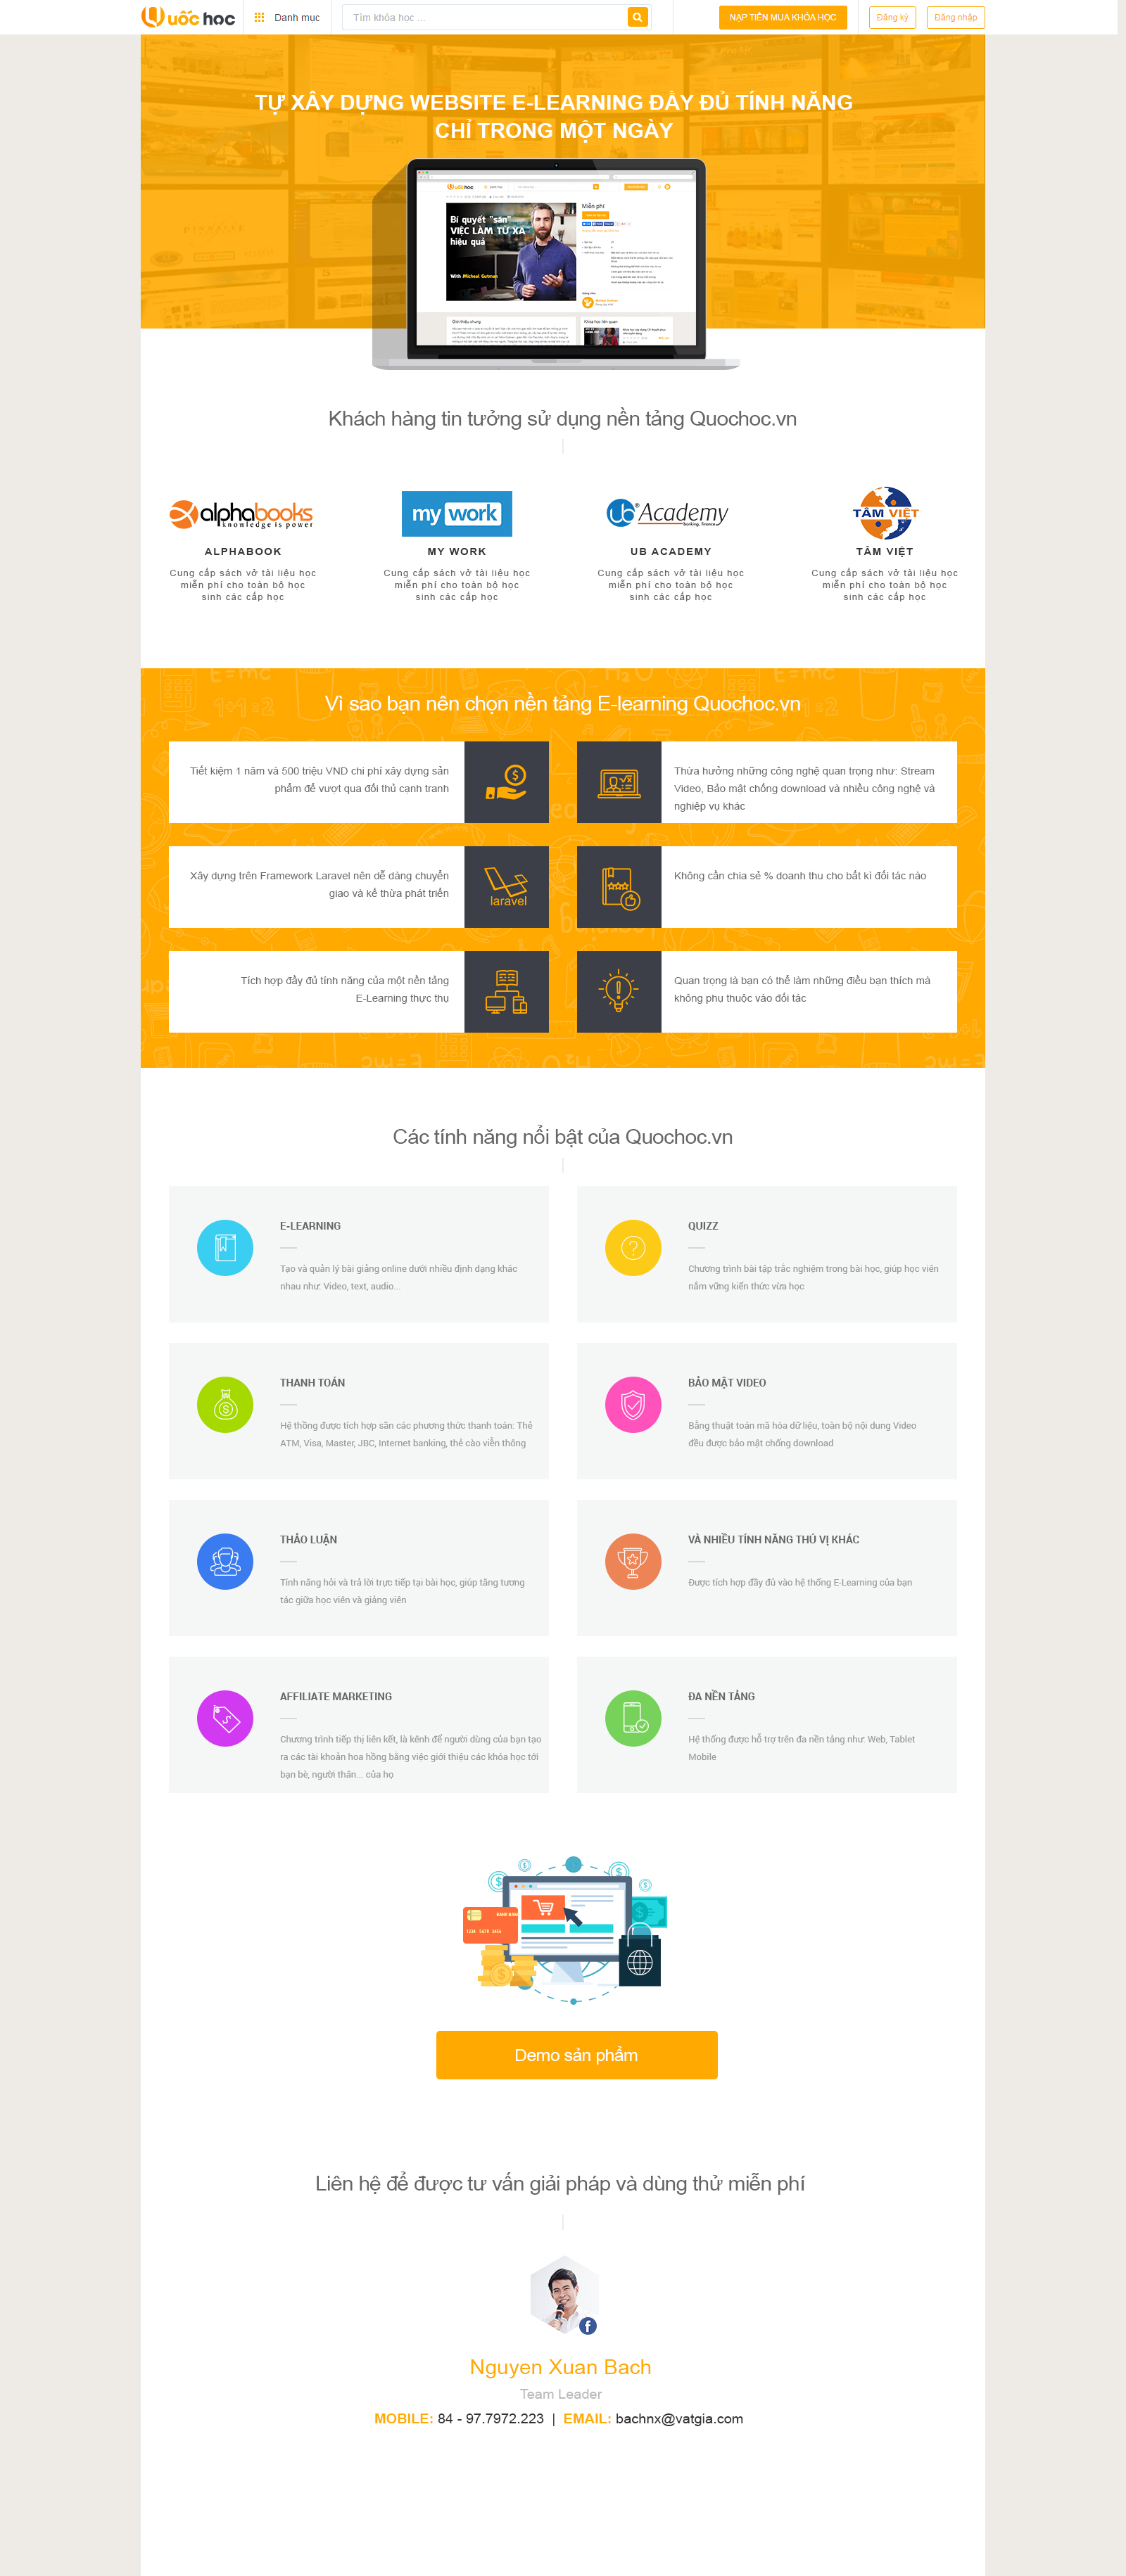 Quốc học
Danh mục
Tìm khóa học ...
NẠP TIỀN MUA KHÓA HỌC
Đăng ký
Đăng nhập
TỰ XÂY DỰNG WEBSITE E-LEARNING ĐẦY ĐỦ TÍNH NĂNG
CHỈ TRONG MỘT NGÀY
Bí quyết "săn"
VIỆC LÀM TỪ XA
hiệu quả
With Micheal Gutman
Miễn phí
Giới thiệu chung
Khóa học liên quan
Khách hàng tin tưởng sử dụng nền tảng Quochoc.vn
alphabooks
knowledge is power
my work
ub Academy
banking, finance
TÂM VIỆT
ALPHABOOK
MY WORK
UB ACADEMY
TÂM VIỆT
Cung cấp sách vở tài liệu học
miễn phí cho toàn bộ học
sinh các cấp học
Cung cấp sách vở tài liệu học
miễn phí cho toàn bộ học
sinh các cấp học
Cung cấp sách vở tài liệu học
miễn phí cho toàn bộ học
sinh các cấp học
Cung cấp sách vở tài liệu học
miễn phí cho toàn bộ học
sinh các cấp học
Vì sao bạn nên chọn nền tảng E-learning Quochoc.vn
Tiết kiệm 1 năm và 500 triệu VND chi phí xây dựng sản
phẩm để vượt qua đối thủ cạnh tranh
Thừa hưởng những công nghệ quan trọng như: Stream
Video, Bảo mật chống download và nhiều công nghệ và
nghiệp vụ khác
Xây dựng trên Framework Laravel nên dễ dàng chuyển
giao và kế thừa phát triển
laravel
Không cần chia sẻ % doanh thu cho bất kì đối tác nào
Tích hợp đầy đủ tính năng của một nền tảng
E-Learning thực thụ
Quan trọng là bạn có thể làm những điều bạn thích mà
không phụ thuộc vào đối tác
Các tính năng nổi bật của Quochoc.vn
E-LEARNING
Tạo và quản lý bài giảng online dưới nhiều định dạng khác
nhau như: Video, text, audio...
QUIZZ
Chương trình bài tập trắc nghiệm trong bài học, giúp học viên
nắm vững kiến thức vừa học
THANH TOÁN
Hệ thống được tích hợp sẵn các phương thức thanh toán: Thẻ
ATM, Visa, Master, JBC, Internet banking, thẻ cào viễn thông
BẢO MẬT VIDEO
Bằng thuật toán mã hóa dữ liệu, toàn bộ nội dung Video
đều được bảo mật chống download
THẢO LUẬN
Tính năng hỏi và trả lời trực tiếp tại bài học, giúp tăng tương
tác giữa học viên và giảng viên
VÀ NHIỀU TÍNH NĂNG THÚ VỊ KHÁC
Được tích hợp đầy đủ vào hệ thống E-Learning của bạn
AFFILIATE MARKETING
Chương trình tiếp thị liên kết, là kênh để người dùng của bạn tạo
ra các tài khoản hoa hồng bằng việc giới thiệu các khóa học tới
bạn bè, người thân... của họ
ĐA NỀN TẢNG
Hệ thống được hỗ trợ trên đa nền tảng như: Web, Tablet
Mobile
Demo sản phẩm
Liên hệ để được tư vấn giải pháp và dùng thử miễn phí
Nguyen Xuan Bach
Team Leader
MOBILE: 84 - 97.7972.223 | EMAIL: bachnx@vatgia.com